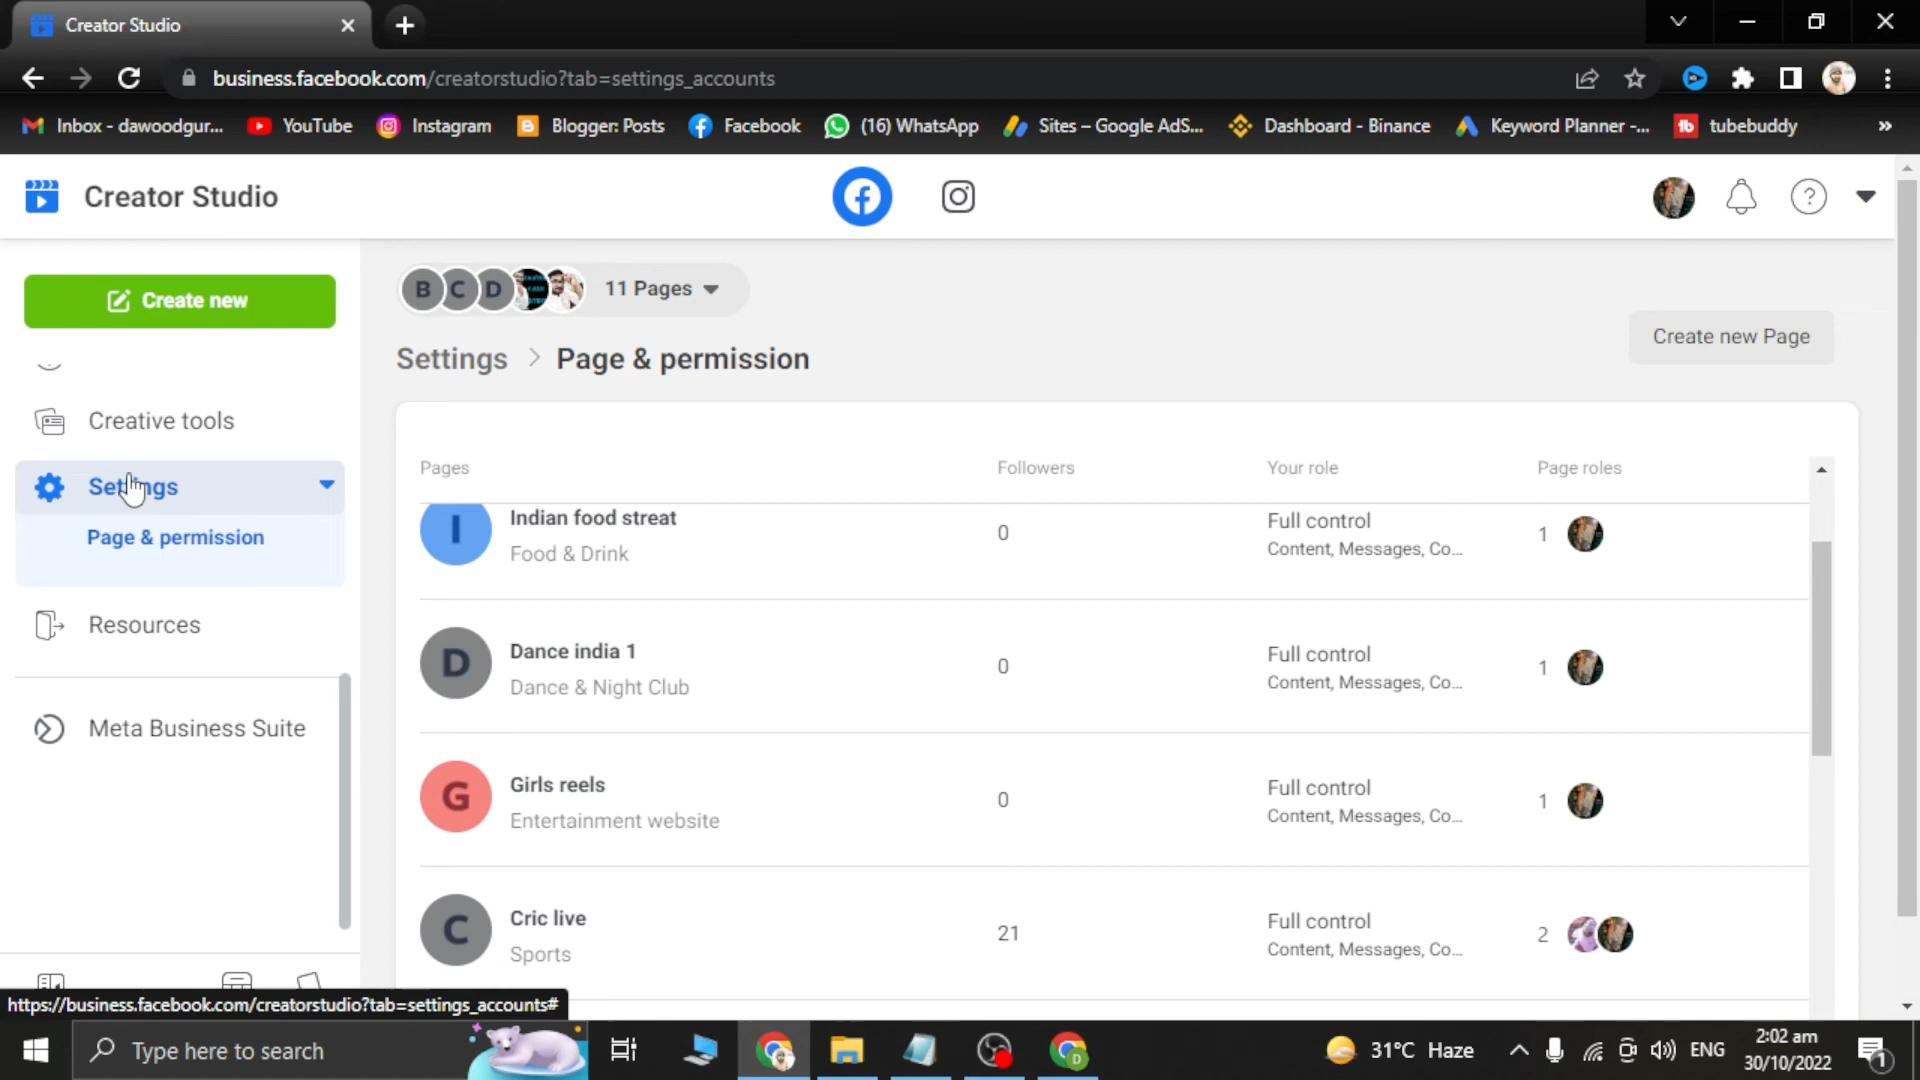 Creator Studio
business.facebook.com/creatorstudio?tab=settings_accounts
Inbox - dawoodgur... YouTube Instagram Blogger: Posts Facebook (16) WhatsApp Sites – Google AdS... Dashboard - Binance Keyword Planner -... tb tubebuddy »
Creator Studio
Create new
B C D 11 Pages
Create new Page
Settings > Page & permission
Creative tools
Settings
Page & permission
Resources
Meta Business Suite
Pages Followers Your role Page roles
I Indian food streat 0 Full control 1
Food & Drink Content, Messages, Co...
D Dance india 1 0 Full control 1
Dance & Night Club Content, Messages, Co...
G Girls reels 0 Full control 1
Entertainment website Content, Messages, Co...
C Cric live 21 Full control 2
Sports Content, Messages, Co...
https://business.facebook.com/creatorstudio?tab=settings_accounts#
Type here to search
D
31°C Haze
ENG
2:02 am
30/10/2022
1